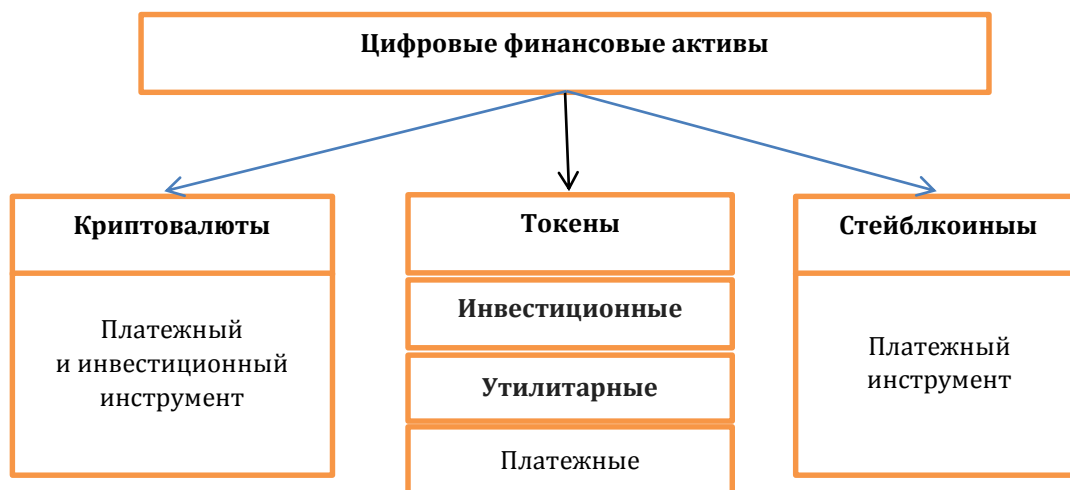 Цифровые финансовые активы
Криптовалюты
Платежный
и инвестиционный
инструмент
Токены
Инвестиционные
Утилитарные
Платежные
Стейблкоиныы
Платежный
инструмент